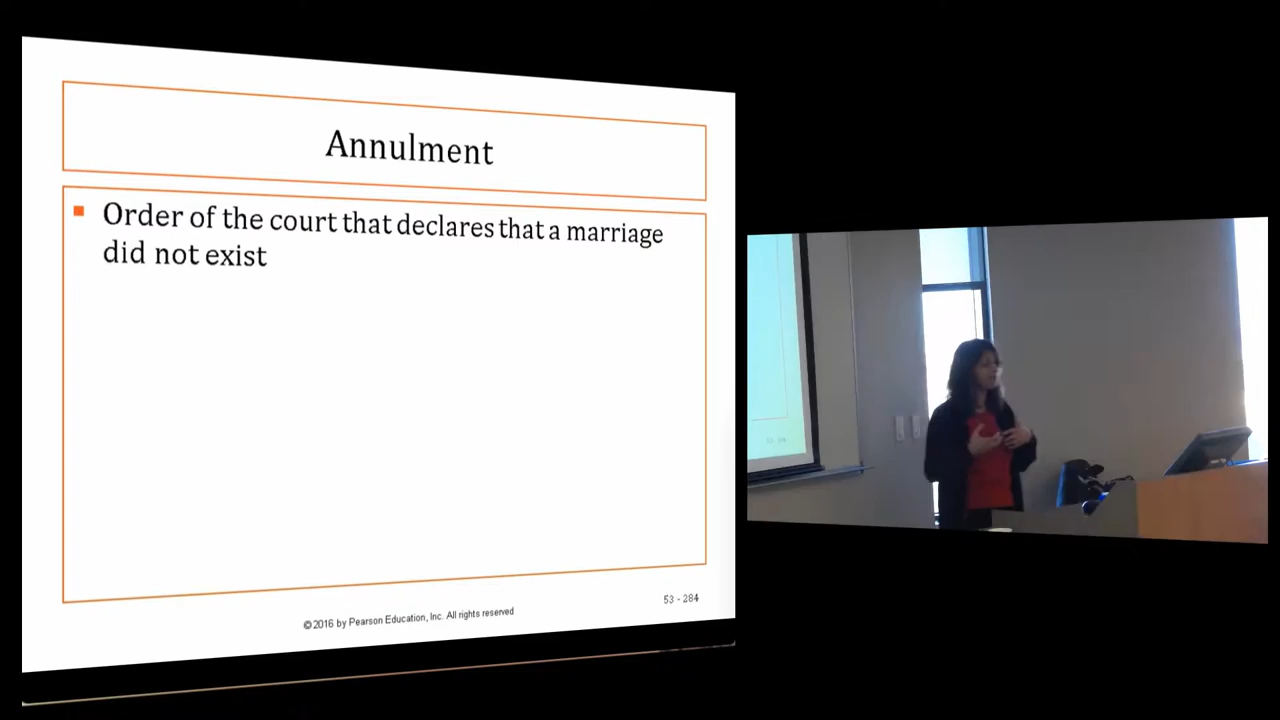 Annulment
Order of the court that declares that a marriage
did not exist
53 - 284
©2016 by Pearson Education, Inc. All rights reserved